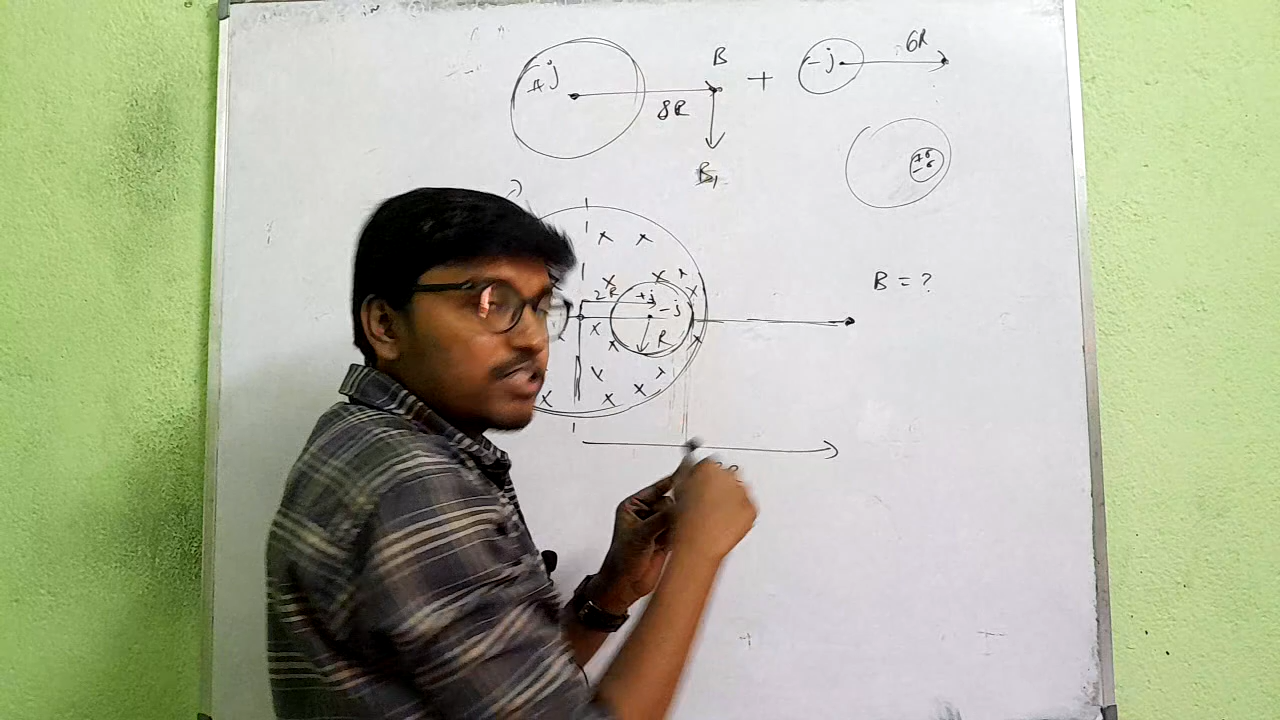 +j
8R
B
B₁
+
-j
6R
+σ
-σ
x x
x x x x
2R
+j
-j
x x R x
x x
x x x
B = ?